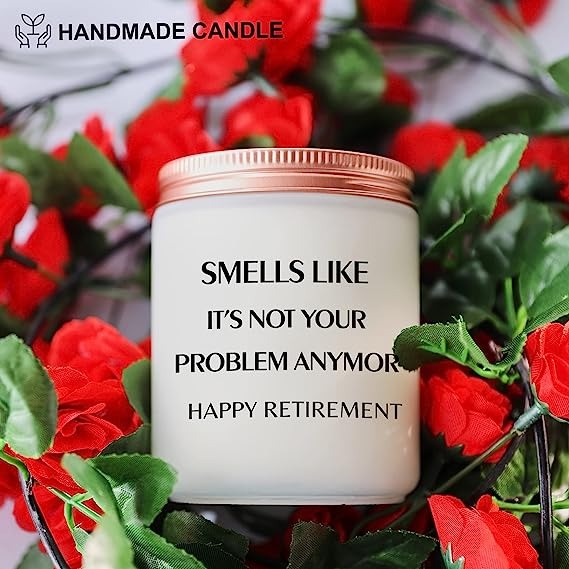 HANDMADE CANDLE
SMELLS LIKE
IT'S NOT YOUR
PROBLEM ANYMOR
HAPPY RETIREMENT